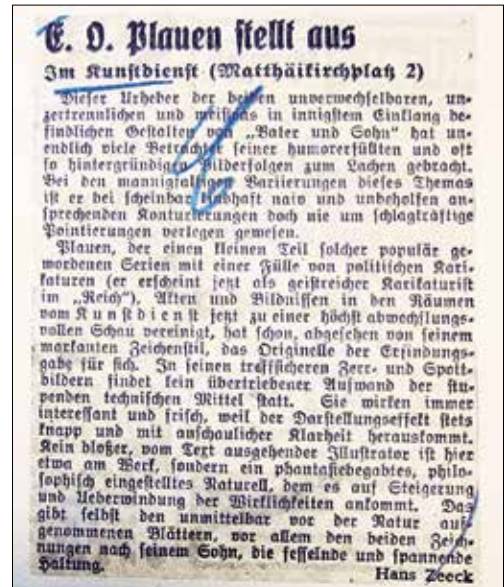 E. O. Plauen stellt aus
Im Kunstdienst (Matthäikirchplatz 2)
Dieser Urheber der beiden unverwechselbaren, un-
zertrennlichen und meistens in innigstem Einklang be-
findlichen Gestalten von „Vater und Sohn“ hat un-
endlich viele Betrachter seiner humorerfüllten und oft
so hintergründigen Bilderfolgen zum Lachen gebracht.
Bei den mannigfaltigen Variierungen dieses Themas
ist er bei scheinbar kindhaft naiv und unbeholfen an-
sprechenden Konturierungen doch nie um schlagkräftige
Pointierungen verlegen gewesen.
Plauen, der einen kleinen Teil solcher populär ge-
wordenen Serien mit einer Fülle von politischen Kari-
katuren (er erscheint jetzt als geistreicher Karikaturist
im „Reich“), Akten und Bildnissen in den Räumen
vom Kunstdienst jetzt zu einer höchst abwechslungs-
vollen Schau vereinigt, hat schon, abgesehen von seinem
markanten Zeichenstil, das Originelle der Erfindungs-
gabe für sich. In seinen treffsicheren Zerr- und Spott-
bildern findet kein übertriebener Aufwand der stu-
penden technischen Mittel statt. Sie wirken immer
interessant und frisch, weil der Darstellungseffekt stets
knapp und mit anschaulicher Klarheit herauskommt.
Kein bloßer, vom Text ausgehender Illustrator ist hier
etwa am Werk, sondern ein phantasiebegabtes, philo-
sophisch eingestelltes Naturell, dem es auf Steigerung
und Ueberwindung der Wirklichkeiten ankommt. Das
gibt selbst den unmittelbar vor der Natur auf-
genommenen Blättern, vor allem den beiden Zeich-
nungen nach seinem Sohn, die fesselnde und spannende
Haltung.
Hans Zeeck